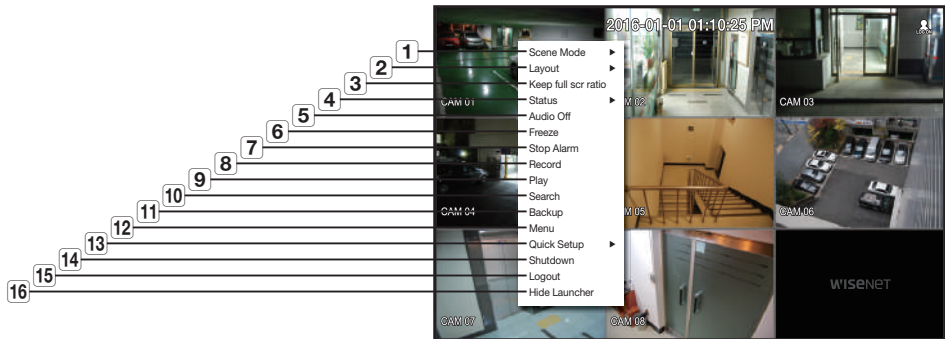 2016-01-01 01:10:25 PM
LOG ON
1 Scene Mode
2 Layout
3 Keep full scr ratio
4 Status
5 Audio Off
6 Freeze
7 Stop Alarm
8 Record
9 Play
10 Search
11 Backup
12 Menu
13 Quick Setup
14 Shutdown
15 Logout
16 Hide Launcher
CAM 01
M 02
CAM 03
CAM 04
M 05
CAM 06
CAM 07
CAM 08
WISENET